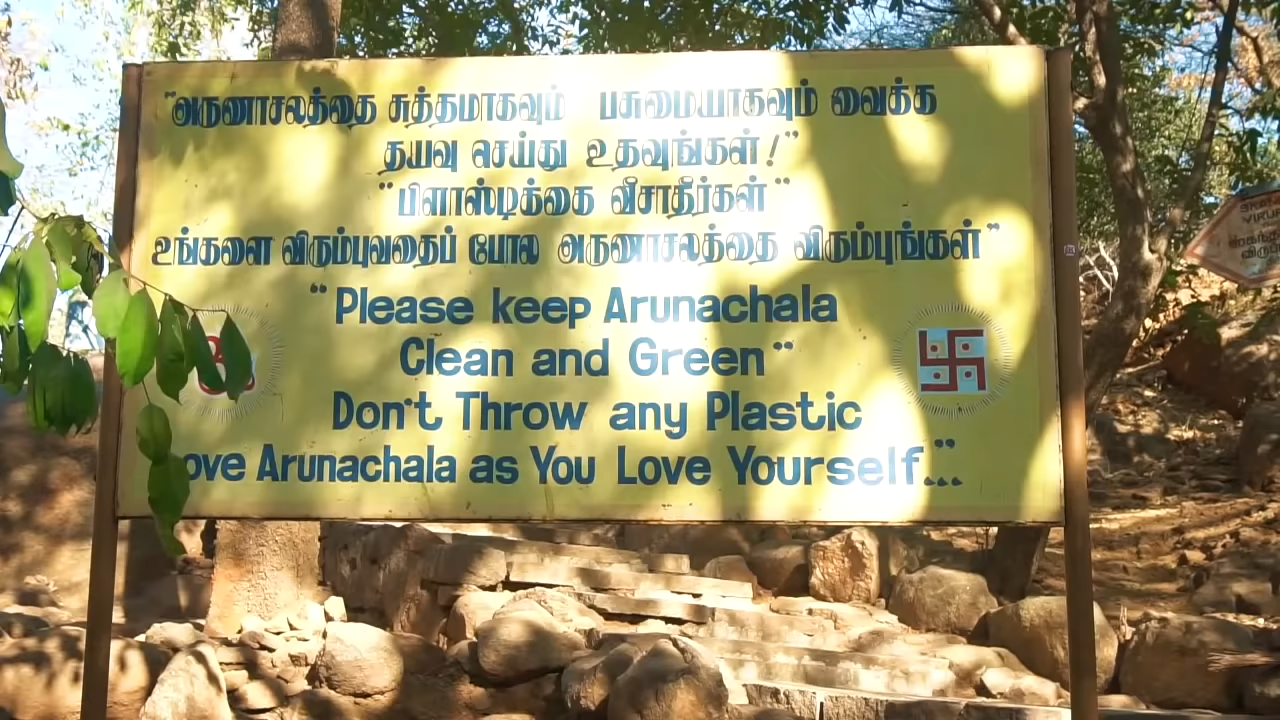 "அருணாசலத்தை சுத்தமாகவும் பசுமையாகவும் வைக்க
தயவு செய்து உதவுங்கள்!"
"பிளாஸ்டிக்கை வீசாதீர்கள்"
உங்களை விரும்புவதைப் போல அருணாசலத்தை விரும்புங்கள்"
"Please keep Arunachala
Clean and Green"
Don't Throw any Plastic
ove Arunachala as You Love Yourself..."